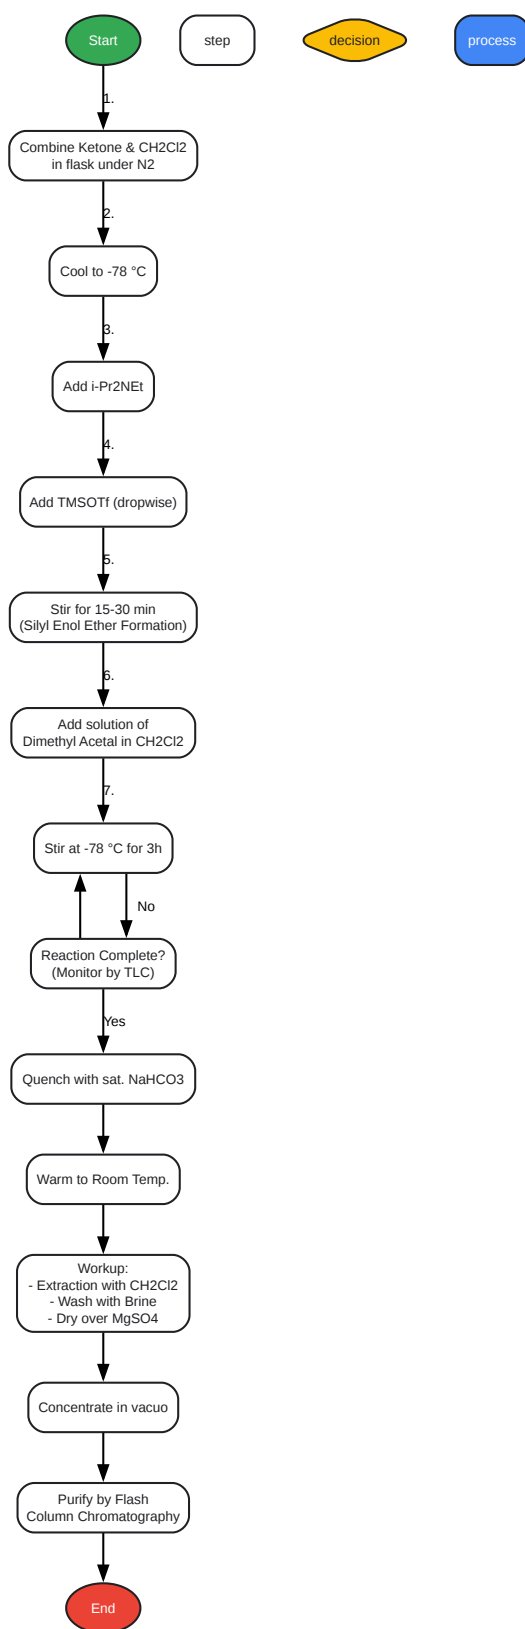 Start
step
decision
process
1.
Combine Ketone & CH2Cl2
in flask under N2
2.
Cool to -78 °C
3.
Add i-Pr2NEt
4.
Add TMSOTf (dropwise)
5.
Stir for 15-30 min
(Silyl Enol Ether Formation)
6.
Add solution of
Dimethyl Acetal in CH2Cl2
7.
Stir at -78 °C for 3h
No
Reaction Complete?
(Monitor by TLC)
Yes
Quench with sat. NaHCO3
Warm to Room Temp.
Workup:
- Extraction with CH2Cl2
- Wash with Brine
- Dry over MgSO4
Concentrate in vacuo
Purify by Flash
Column Chromatography
End